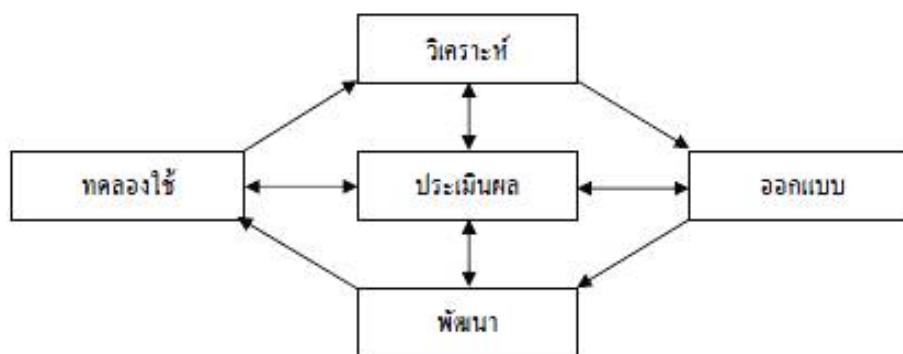 วิเคราะห์
ทดลองใช้
ประเมินผล
ออกแบบ
พัฒนา